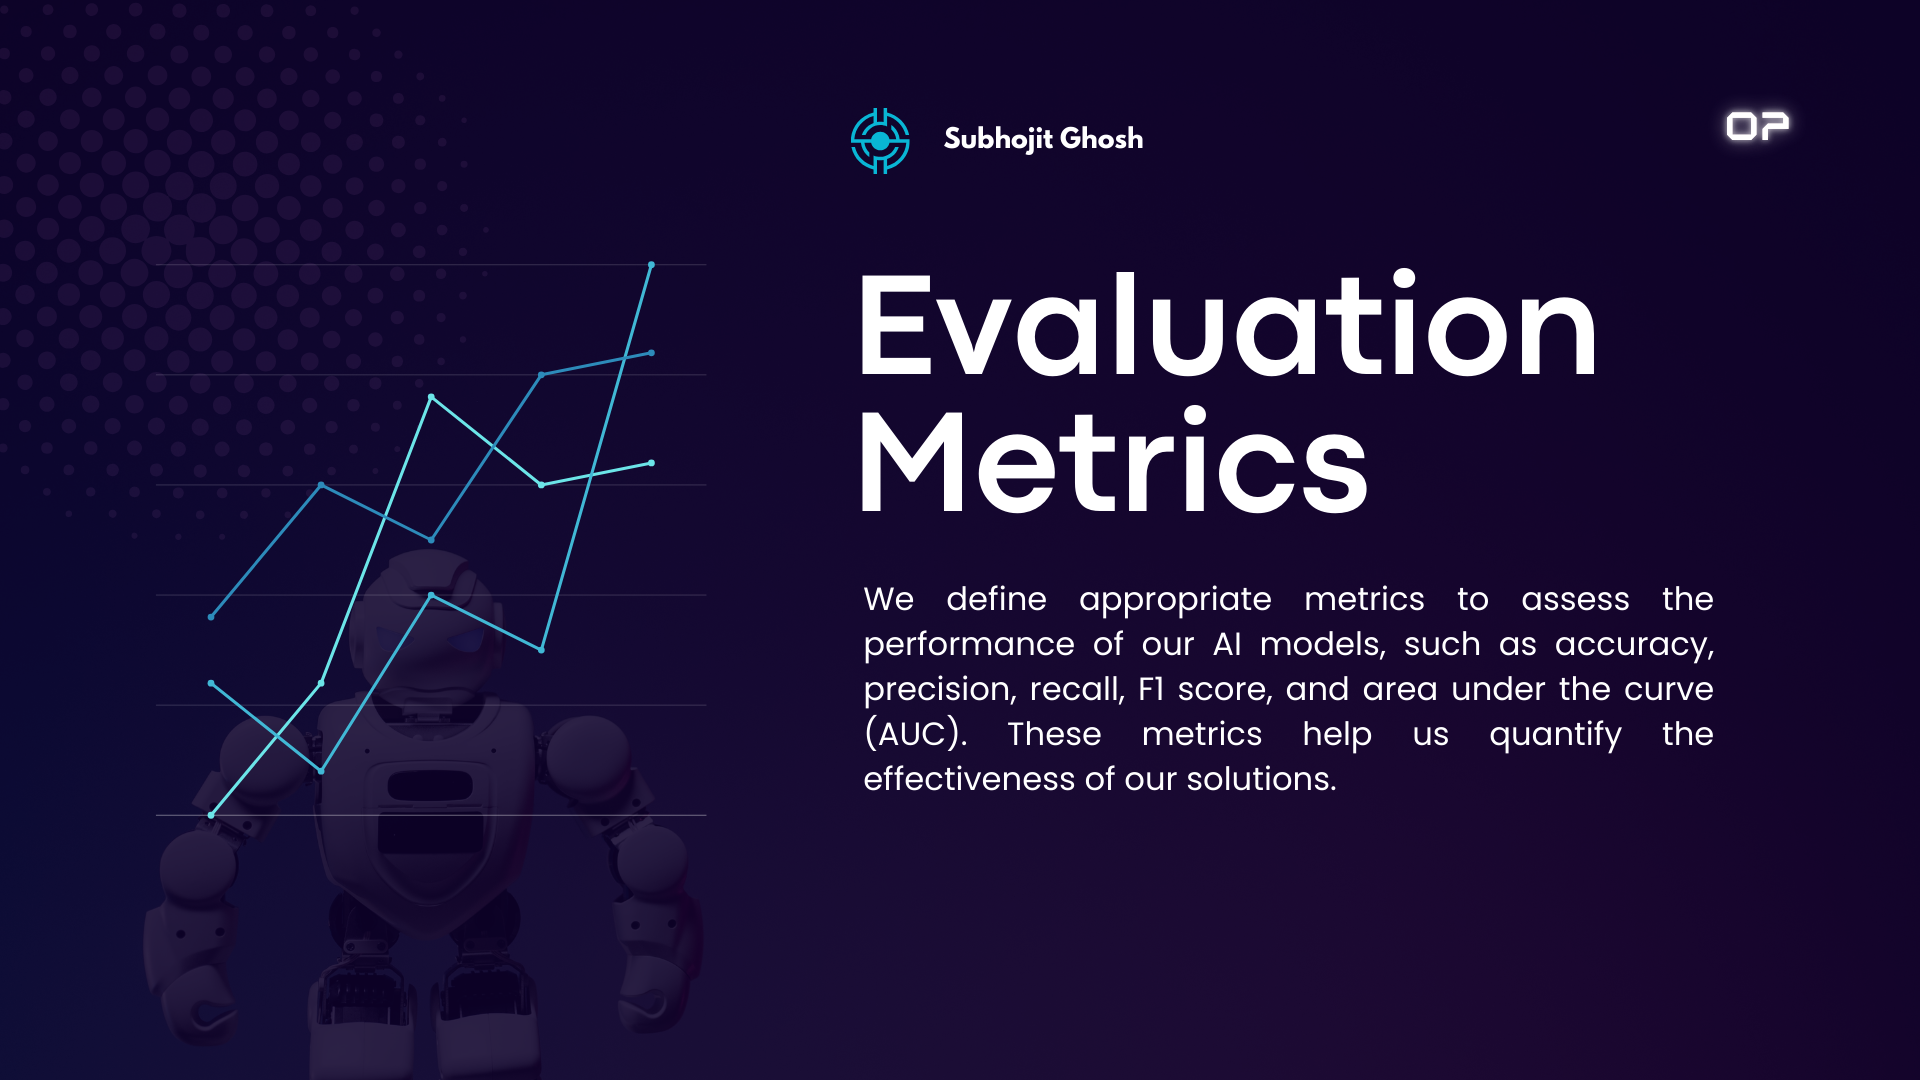 Subhojit Ghosh
Evaluation
Metrics
We define appropriate metrics to assess the
performance of our AI models, such as accuracy,
precision, recall, F1 score, and area under the curve
(AUC). These metrics help us quantify the
effectiveness of our solutions.